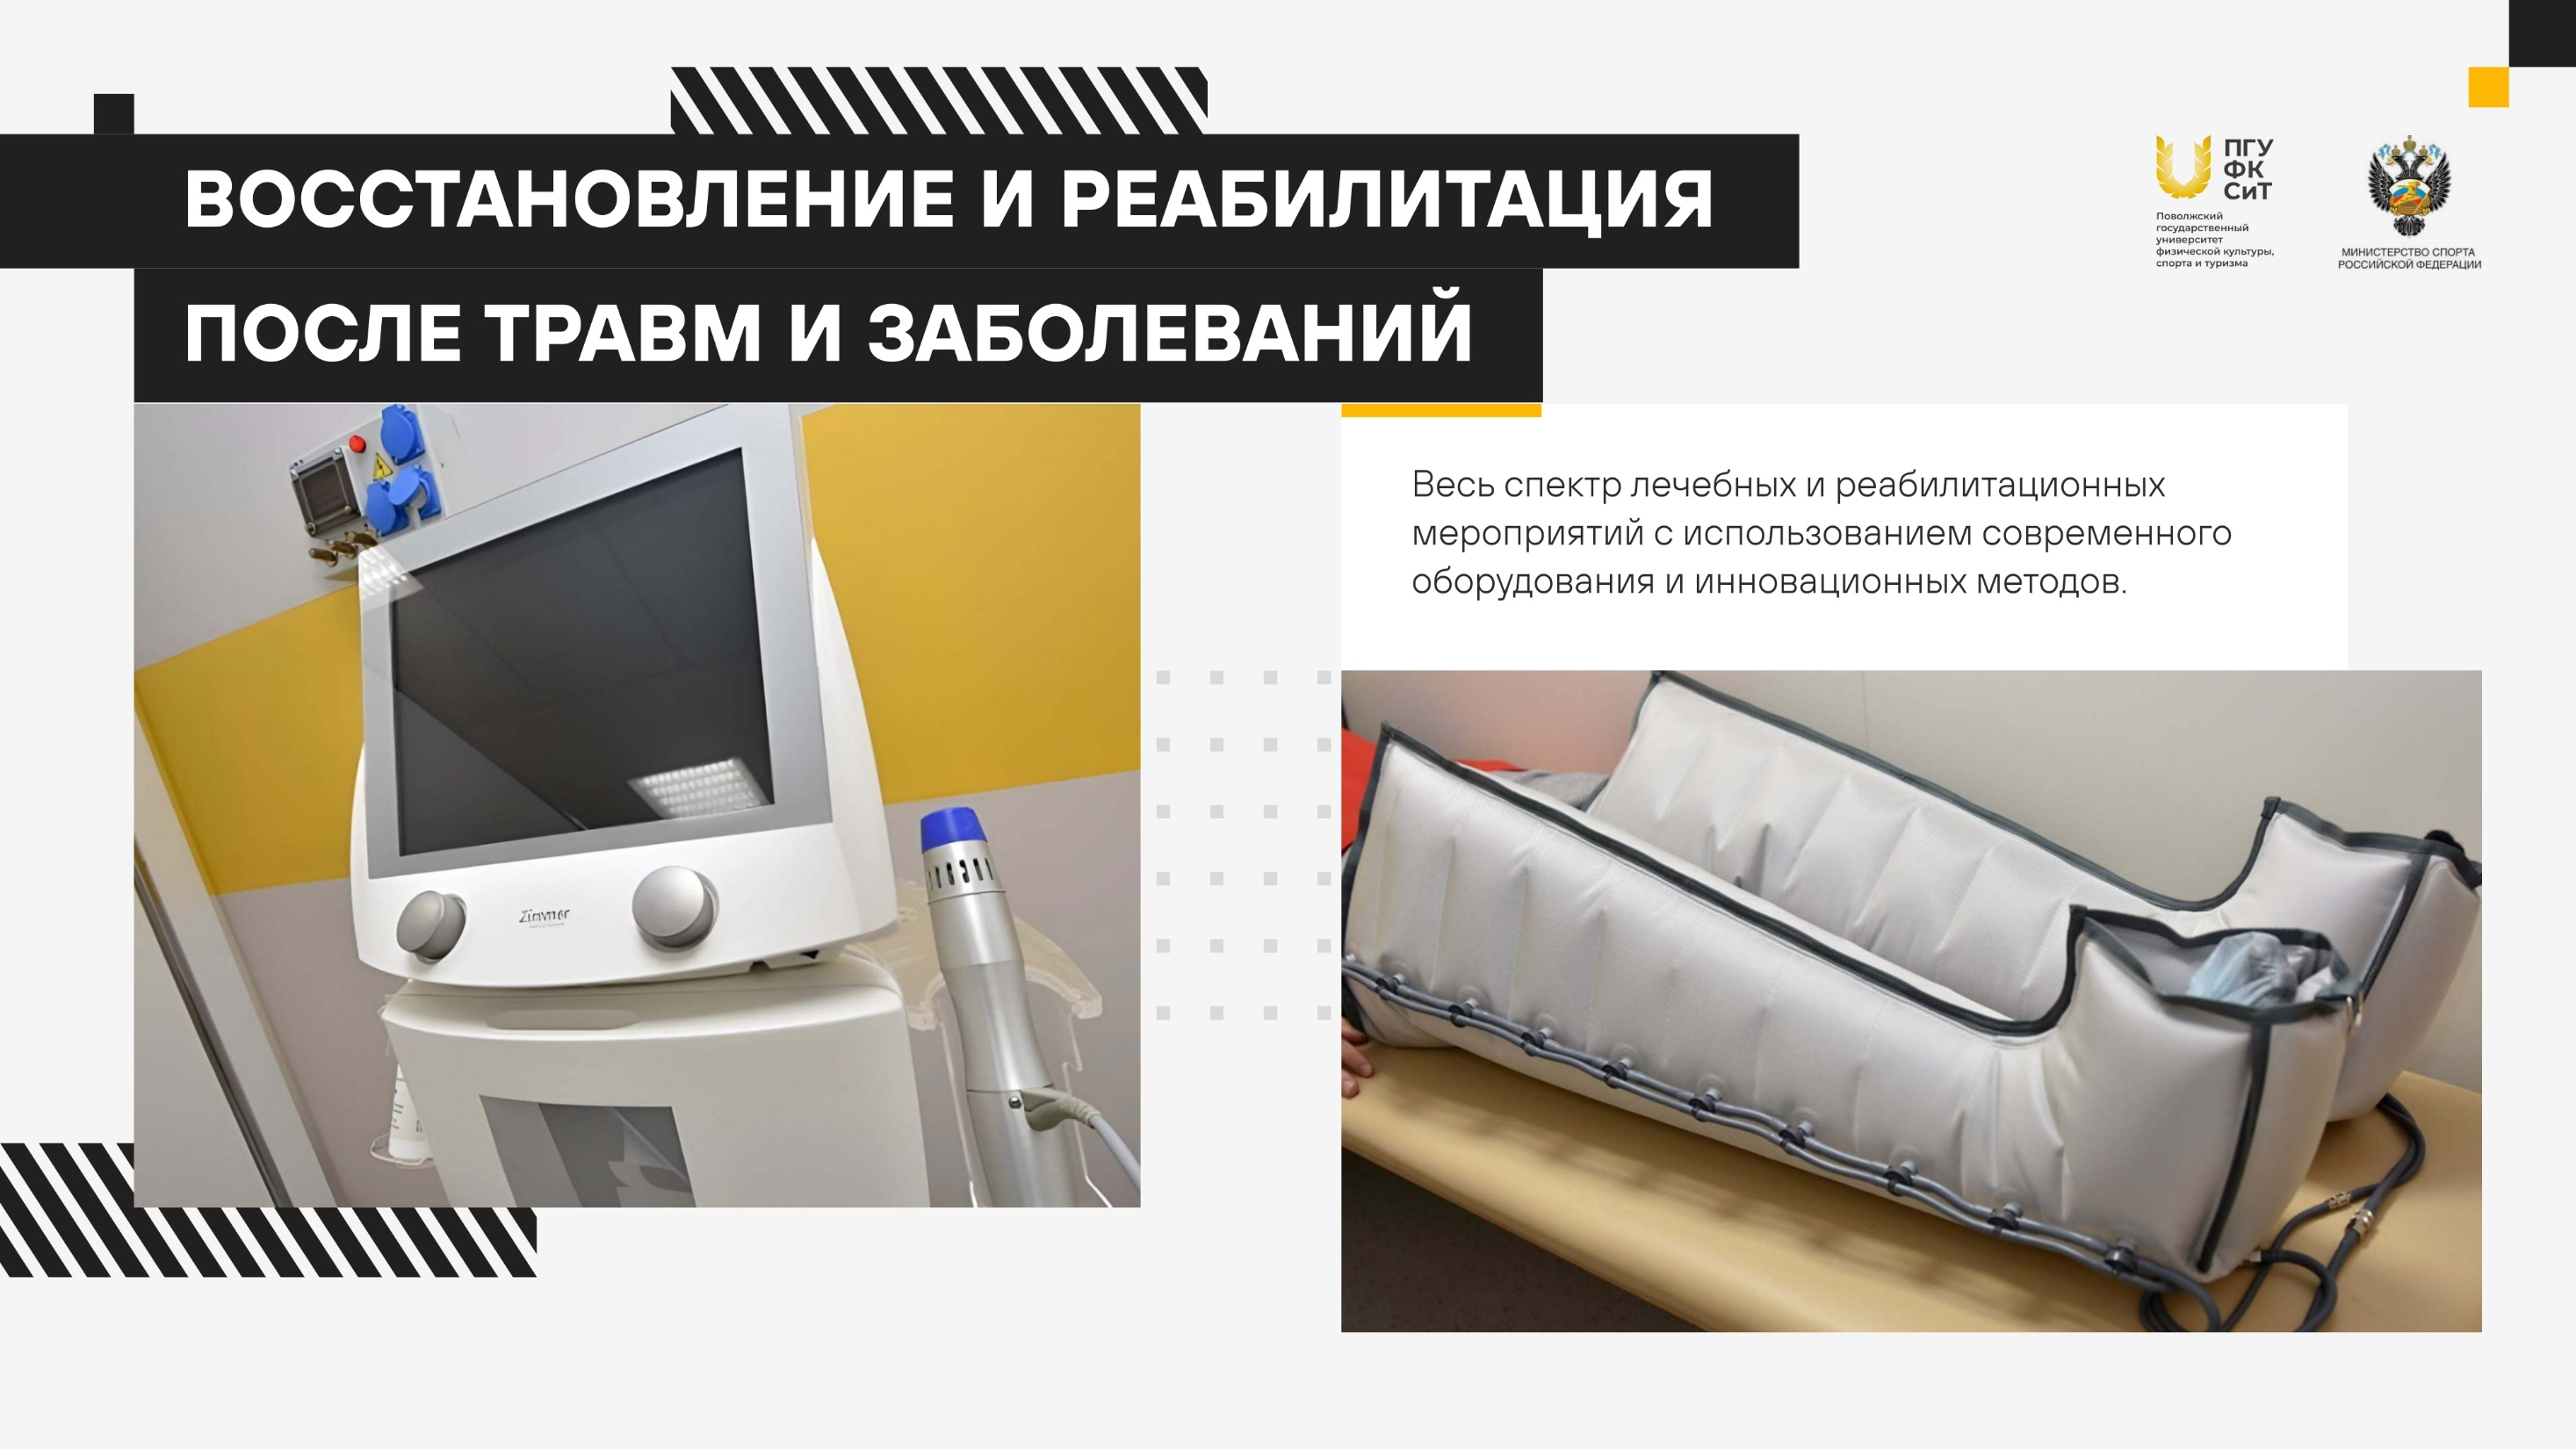 ВОССТАНОВЛЕНИЕ И РЕАБИЛИТАЦИЯ
ПОСЛЕ ТРАВМ И ЗАБОЛЕВАНИЙ
ПГУ
ФК
СиТ
Поволжский
государственный
университет
физической культуры,
спорта и туризма
МИНИСТЕРСТВО СПОРТА
РОССИЙСКОЙ ФЕДЕРАЦИИ
Весь спектр лечебных и реабилитационных
мероприятий с использованием современного
оборудования и инновационных методов.
Zimmer